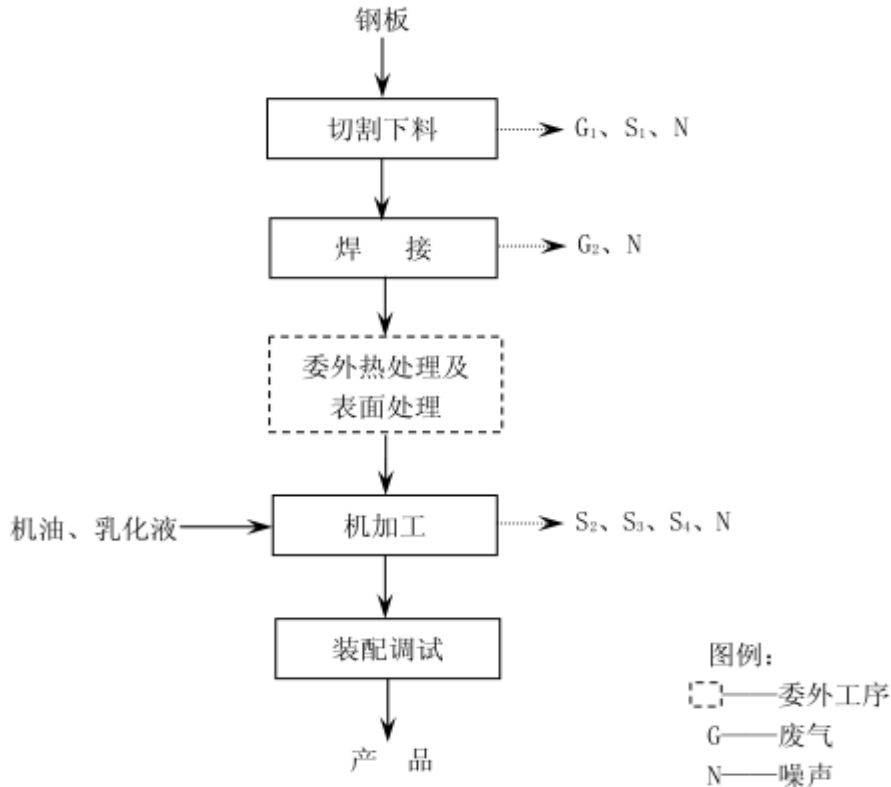 钢板
切割下料
G₁、S₁、N
焊 接
G₂、N
委外热处理及
表面处理
机油、乳化液
机加工
S₂、S₃、S₄、N
装配调试
产 品
图例：
——委外工序
G——废气
N——噪声